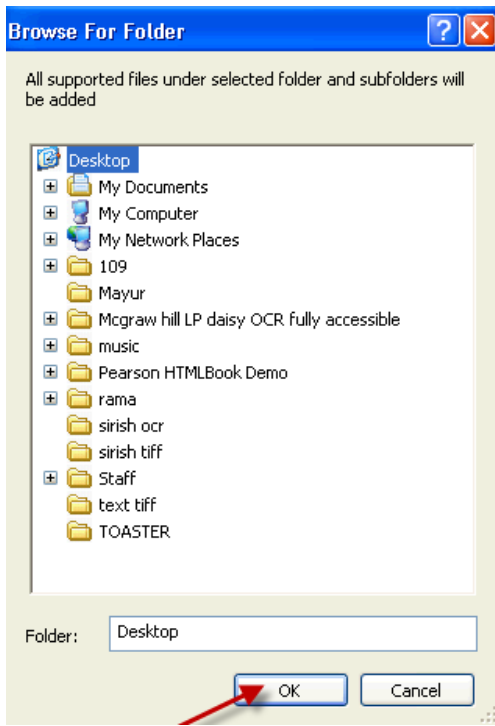 Browse For Folder
All supported files under selected folder and subfolders will
be added
Desktop
My Documents
My Computer
My Network Places
109
Mayur
Mcgraw hill LP daisy OCR fully accessible
music
Pearson HTMLBook Demo
rama
sirish ocr
sirish tiff
Staff
text tiff
TOASTER
Folder: Desktop
OK Cancel